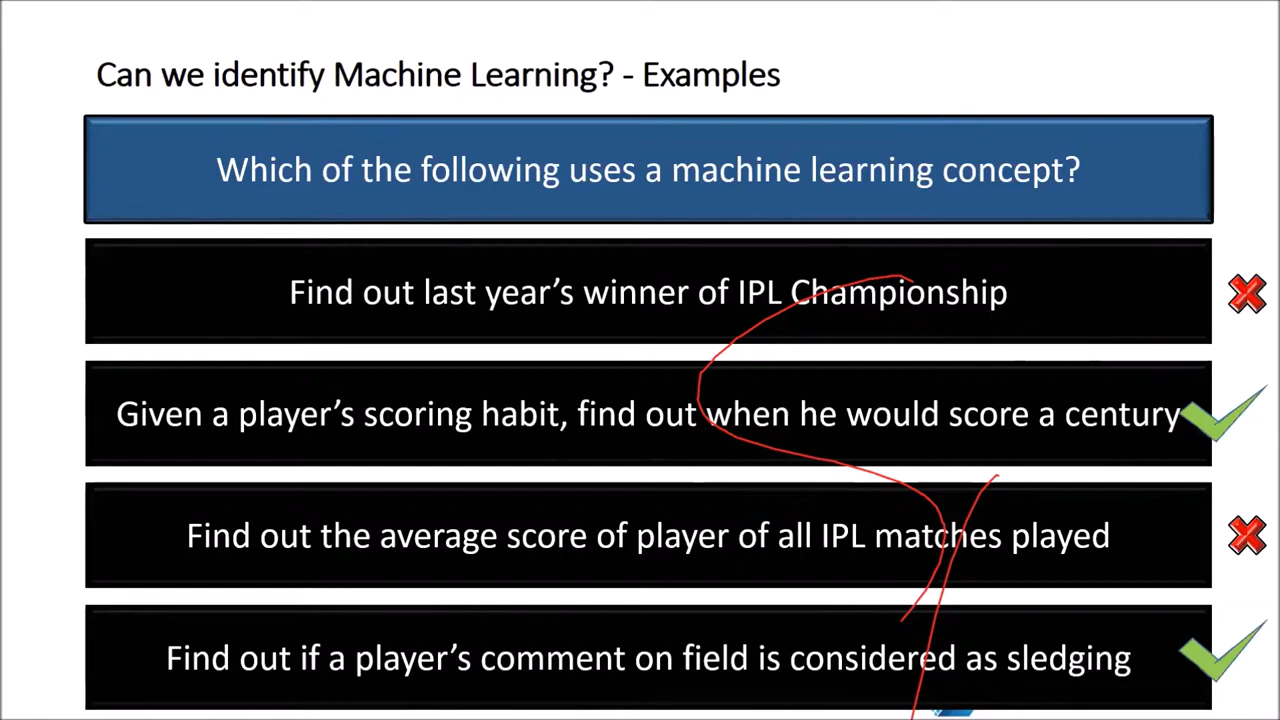 Can we identify Machine Learning? - Examples
Which of the following uses a machine learning concept?
Find out last year’s winner of IPL Championship
Given a player’s scoring habit, find out when he would score a century
Find out the average score of player of all IPL matches played
Find out if a player’s comment on field is considered as sledging